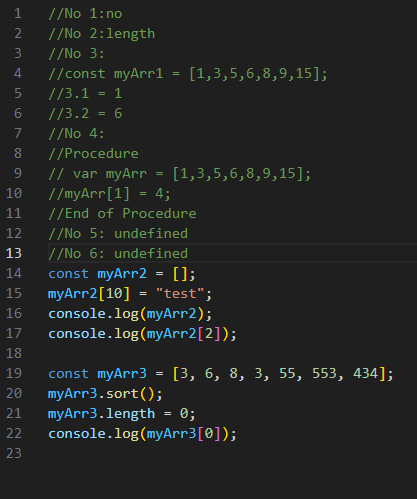 1 //No 1:no
2 //No 2:length
3 //No 3:
4 //const myArr1 = [1,3,5,6,8,9,15];
5 //3.1 = 1
6 //3.2 = 6
7 //No 4:
8 //Procedure
9 // var myArr = [1,3,5,6,8,9,15];
10 //myArr[1] = 4;
11 //End of Procedure
12 //No 5: undefined
13 //No 6: undefined
14 const myArr2 = [];
15 myArr2[10] = "test";
16 console.log(myArr2);
17 console.log(myArr2[2]);
18
19 const myArr3 = [3, 6, 8, 3, 55, 553, 434];
20 myArr3.sort();
21 myArr3.length = 0;
22 console.log(myArr3[0]);
23